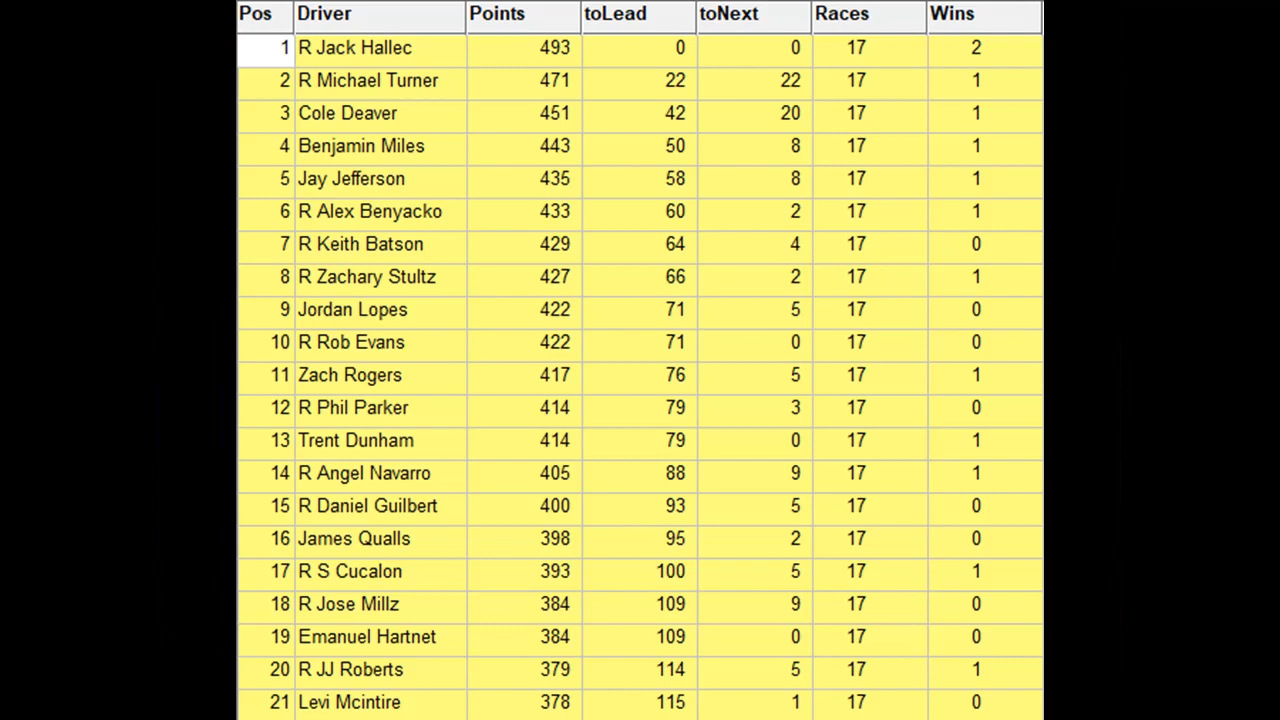 Pos Driver Points toLead toNext Races Wins
1 R Jack Hallec 493 0 0 17 2
2 R Michael Turner 471 22 22 17 1
3 Cole Deaver 451 42 20 17 1
4 Benjamin Miles 443 50 8 17 1
5 Jay Jefferson 435 58 8 17 1
6 R Alex Benyacko 433 60 2 17 1
7 R Keith Batson 429 64 4 17 0
8 R Zachary Stultz 427 66 2 17 1
9 Jordan Lopes 422 71 5 17 0
10 R Rob Evans 422 71 0 17 0
11 Zach Rogers 417 76 5 17 1
12 R Phil Parker 414 79 3 17 0
13 Trent Dunham 414 79 0 17 1
14 R Angel Navarro 405 88 9 17 1
15 R Daniel Guilbert 400 93 5 17 0
16 James Qualls 398 95 2 17 0
17 R S Cucalon 393 100 5 17 1
18 R Jose Millz 384 109 9 17 0
19 Emanuel Hartnet 384 109 0 17 0
20 R JJ Roberts 379 114 5 17 1
21 Levi Mcintire 378 115 1 17 0